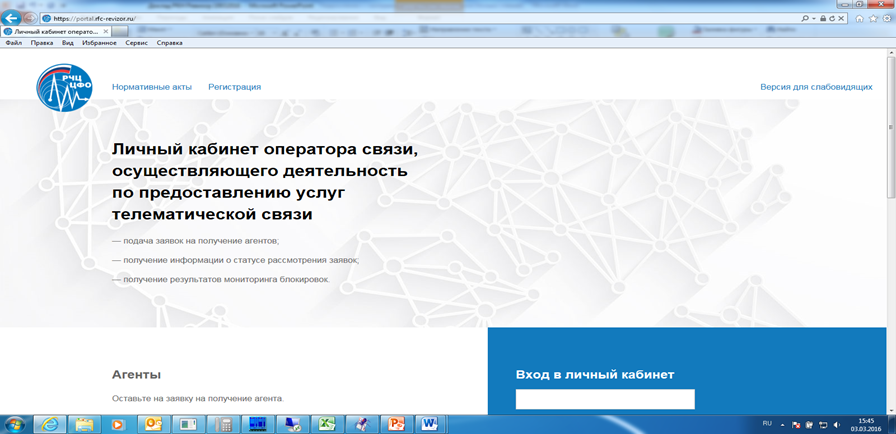 https://portal.rfc-revizor.ru/
Личный кабинет операто...
Файл Правка Вид Избранное Сервис Справка
РЧЦ
ЦФО
Нормативные акты Регистрация Версия для слабовидящих
Личный кабинет оператора связи,
осуществляющего деятельность
по предоставлению услуг
телематической связи
— подача заявок на получение агентов;
— получение информации о статусе рассмотрения заявок;
— получение результатов мониторинга блокировок.
Агенты
Вход в личный кабинет
Оставьте на заявку на получение агента.
RU
15:45
03.03.2016